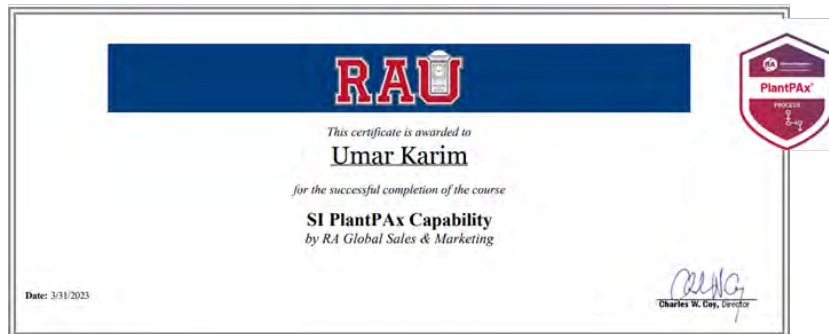 RAU
This certificate is awarded to
Umar Karim
for the successful completion of the course
SI PlantPAx Capability
by RA Global Sales & Marketing
Date: 3/31/2023
Charles W. Coy, Director
RA
PlantPAx®
PROCESS